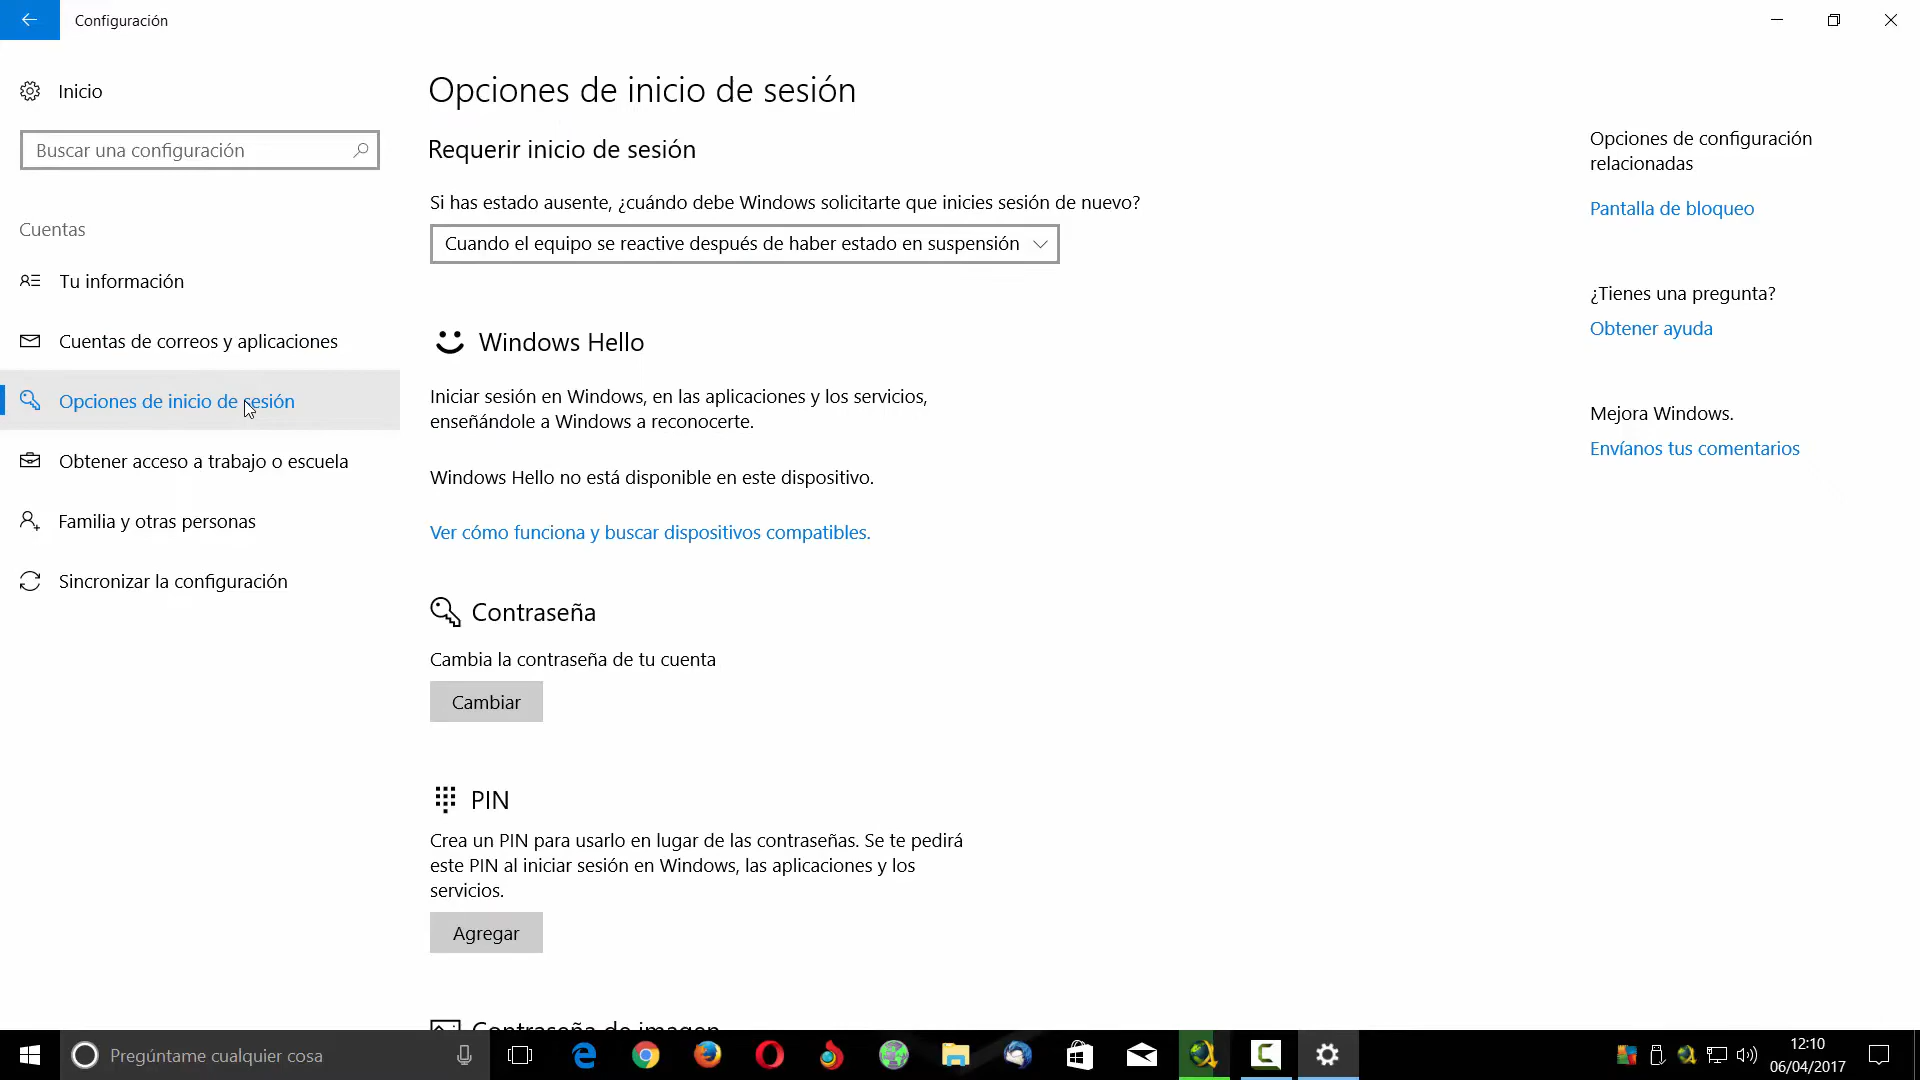 Configuración
Inicio
Buscar una configuración
Cuentas
Tu información
Cuentas de correos y aplicaciones
Opciones de inicio de sesión
Obtener acceso a trabajo o escuela
Familia y otras personas
Sincronizar la configuración
Opciones de inicio de sesión
Requerir inicio de sesión
Si has estado ausente, ¿cuándo debe Windows solicitarte que inicies sesión de nuevo?
Cuando el equipo se reactive después de haber estado en suspensión
Windows Hello
Iniciar sesión en Windows, en las aplicaciones y los servicios,
enseñándole a Windows a reconocerte.
Windows Hello no está disponible en este dispositivo.
Ver cómo funciona y buscar dispositivos compatibles.
Contraseña
Cambia la contraseña de tu cuenta
Cambiar
PIN
Crea un PIN para usarlo en lugar de las contraseñas. Se te pedirá
este PIN al iniciar sesión en Windows, las aplicaciones y los
servicios.
Agregar
Contraseña de imagen
Opciones de configuración
relacionadas
Pantalla de bloqueo
¿Tienes una pregunta?
Obtener ayuda
Mejora Windows.
Envíanos tus comentarios
Pregúntame cualquier cosa
12:10
06/04/2017